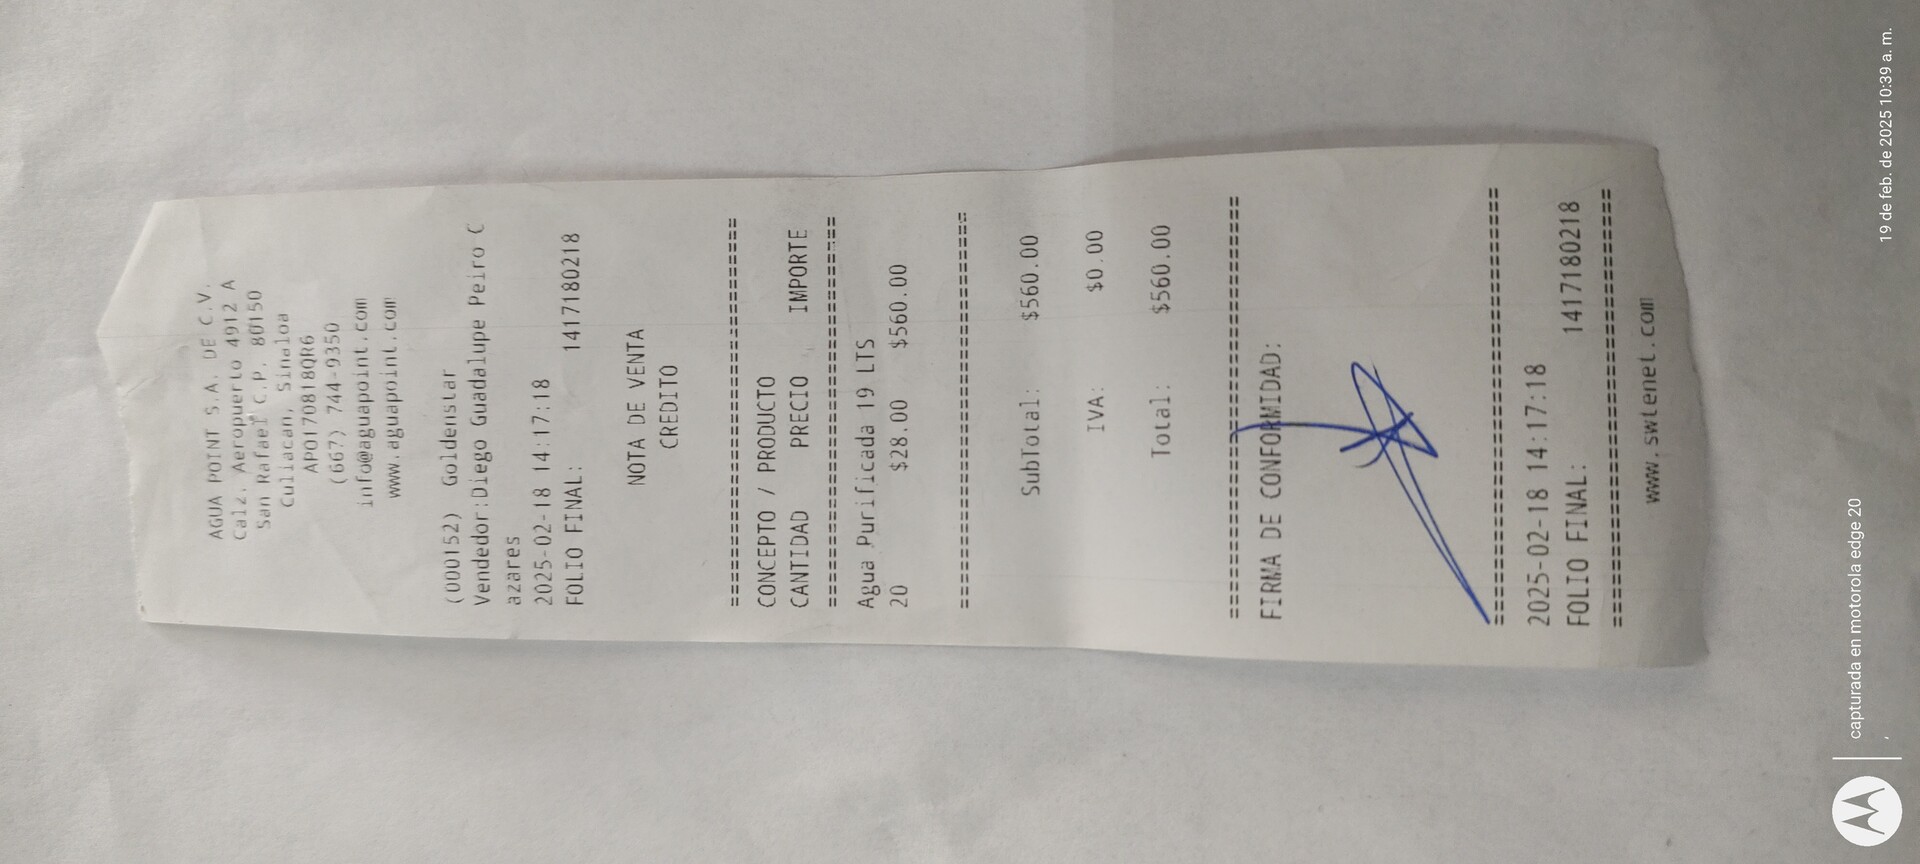 AGUA POINT S.A. DE C.V.
Calz. Aeropuerto 4912 A
San Rafael C.P. 80150
Culiacan, Sinaloa
APO170818QR6
(667) 744-9350
info@aguapoint.com
www.aguapoint.com
(000152) Goldenstar
Vendedor:Diego Guadalupe Peiro C
azares
2025-02-18 14:17:18
FOLIO FINAL: 1417180218
NOTA DE VENTA
CREDITO
================================
CONCEPTO / PRODUCTO
CANTIDAD PRECIO IMPORTE
================================
Agua Purificada 19 LTS
20 $28.00 $560.00
================================
SubTotal: $560.00
IVA: $0.00
Total: $560.00
================================
FIRMA DE CONFORMIDAD:
================================
2025-02-18 14:17:18
FOLIO FINAL: 1417180218
================================
www.swtenet.com
capturada en motorola edge 20
19 de feb. de 2025 10:39 a. m.